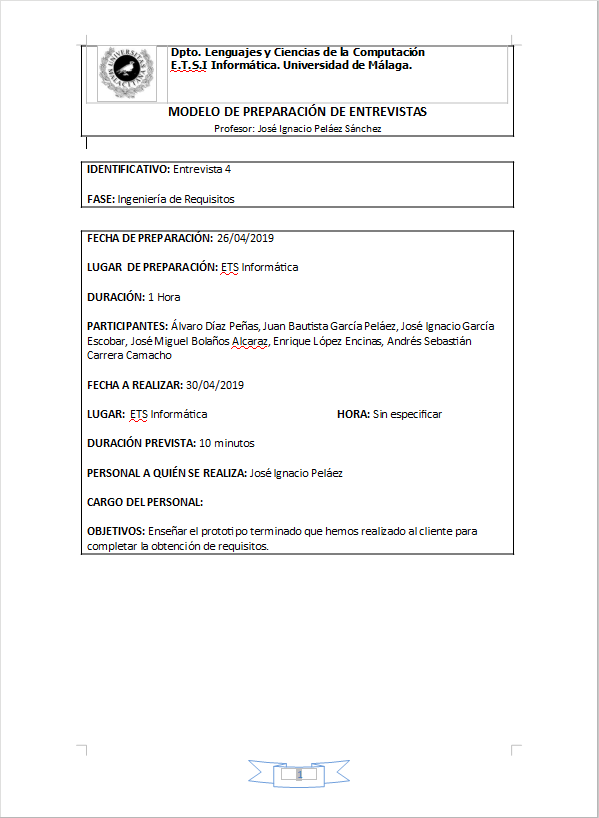 Dpto. Lenguajes y Ciencias de la Computación
E.T.S.I Informática. Universidad de Málaga.
MODELO DE PREPARACIÓN DE ENTREVISTAS
Profesor: José Ignacio Peláez Sánchez
IDENTIFICATIVO: Entrevista 4
FASE: Ingeniería de Requisitos
FECHA DE PREPARACIÓN: 26/04/2019
LUGAR DE PREPARACIÓN: ETS Informática
DURACIÓN: 1 Hora
PARTICIPANTES: Álvaro Díaz Peñas, Juan Bautista García Peláez, José Ignacio García
Escobar, José Miguel Bolaños Alcaraz, Enrique López Encinas, Andrés Sebastián
Carrera Camacho
FECHA A REALIZAR: 30/04/2019
LUGAR: ETS Informática HORA: Sin especificar
DURACIÓN PREVISTA: 10 minutos
PERSONAL A QUIÉN SE REALIZA: José Ignacio Peláez
CARGO DEL PERSONAL:
OBJETIVOS: Enseñar el prototipo terminado que hemos realizado al cliente para
completar la obtención de requisitos.
1